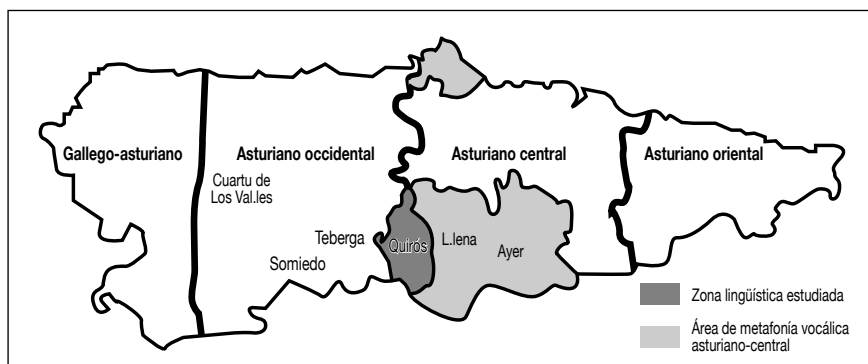 Gallego-asturiano
Asturiano occidental
Asturiano central
Asturiano oriental
Cuartu de
Los Val.les
Teberga
Quirós
L.lena
Ayer
Somiedo
Zona lingüística estudiada
Área de metafonía vocálica
asturiano-central